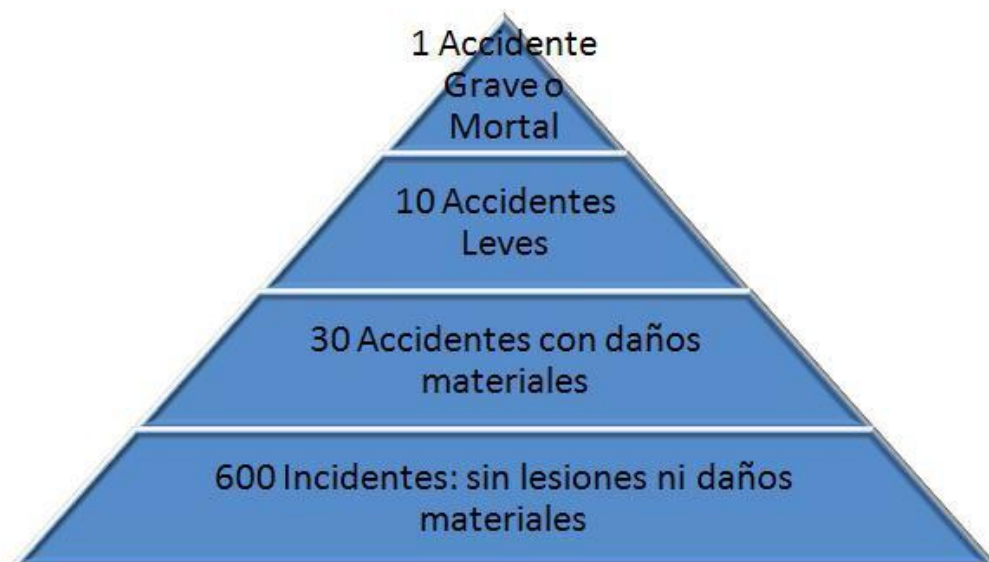 1 Accidente
Grave o
Mortal
10 Accidentes
Leves
30 Accidentes con daños
materiales
600 Incidentes: sin lesiones ni daños
materiales